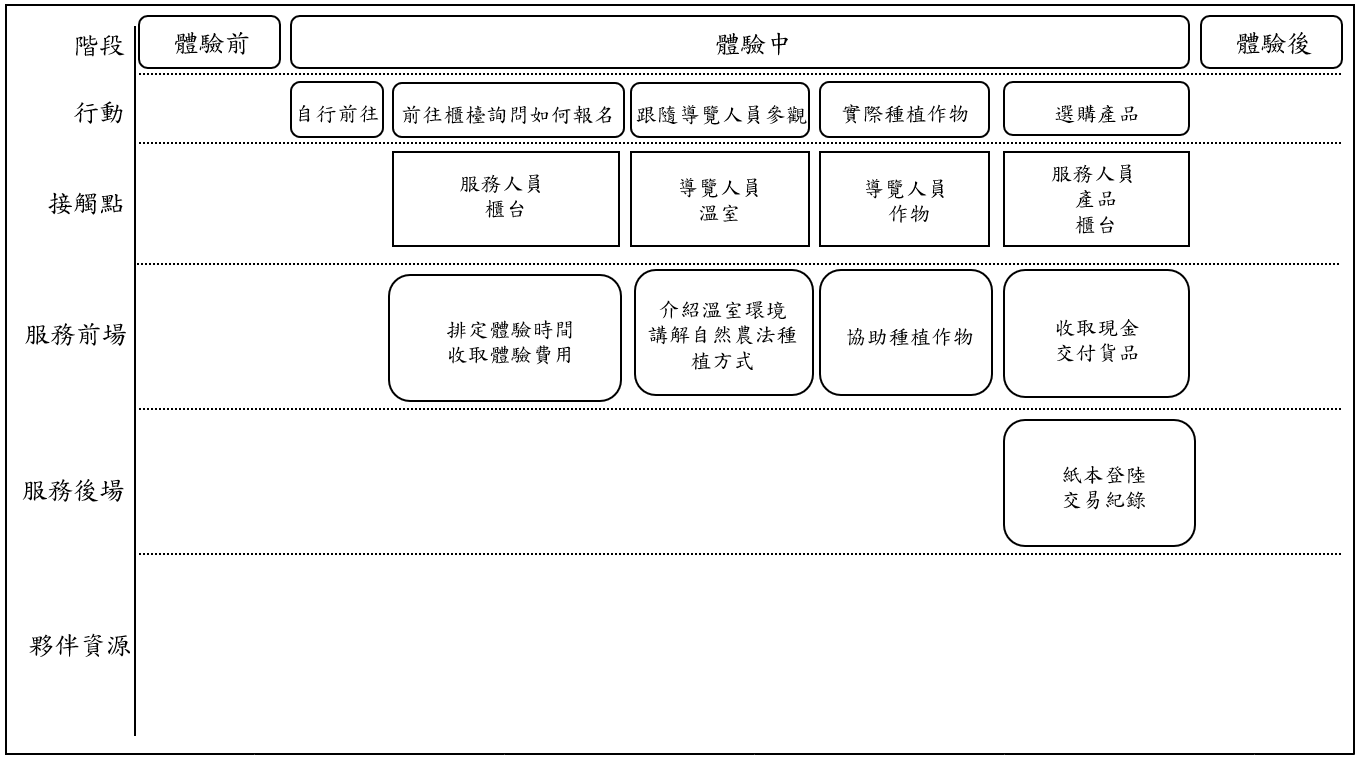 階段
體驗前
體驗中
體驗後
行動
自行前往
前往櫃檯詢問如何報名
跟隨導覽人員參觀
實際種植作物
選購產品
接觸點
服務人員
櫃台
導覽人員
溫室
導覽人員
作物
服務人員
產品
櫃台
服務前場
排定體驗時間
收取體驗費用
介紹溫室環境
講解自然農法種
植方式
協助種植作物
收取現金
交付貨品
服務後場
紙本登陸
交易紀錄
夥伴資源